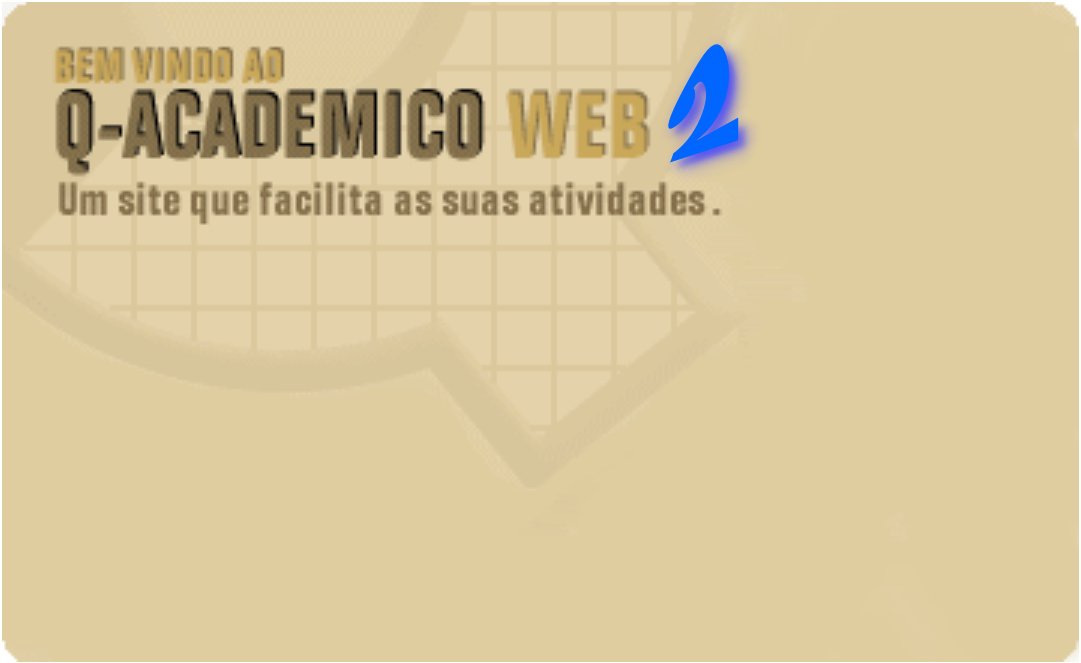 BEM VINDO AO
Q-ACADEMICO WEB 2
Um site que facilita as suas atividades.